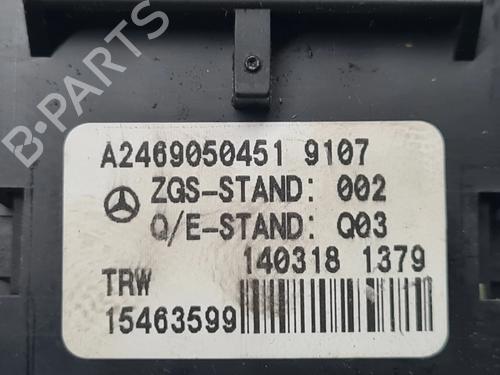 B-PARTS
A2469050451 9107
ZGS-STAND: 002
Q/E-STAND: Q03
140318 1379
TRW
15463599